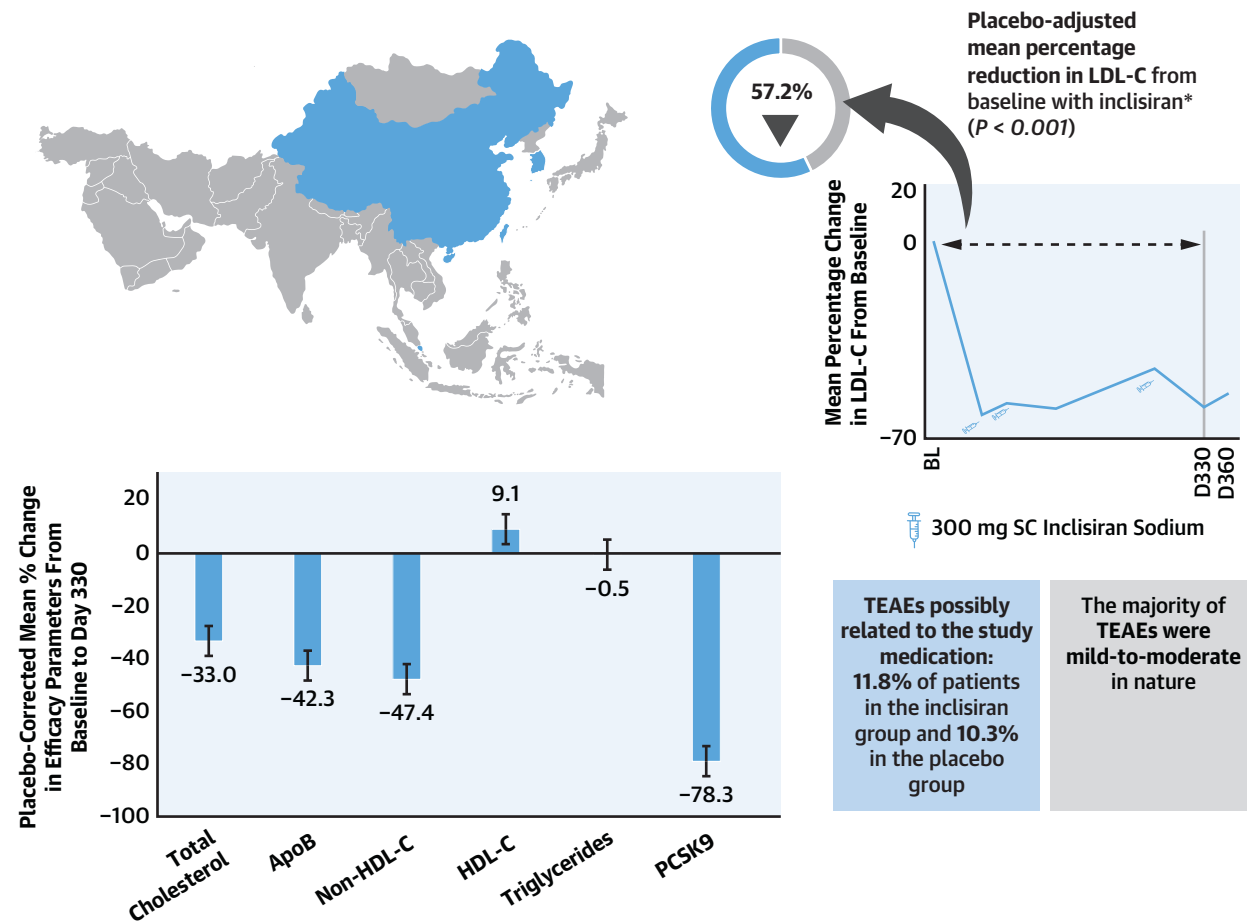 57.2%
Placebo-adjusted
mean percentage
reduction in LDL-C from
baseline with inclisiran*
(P < 0.001)
Mean Percentage Change
in LDL-C From Baseline
20
0
−70
BL
D330
D360
300 mg SC Inclisiran Sodium
Placebo-Corrected Mean % Change
in Efficacy Parameters From
Baseline to Day 330
20
0
−20
−40
−60
−80
−100
−33.0
−42.3
−47.4
9.1
−0.5
−78.3
Total
Cholesterol
ApoB
Non-HDL-C
HDL-C
Triglycerides
PCSK9
TEAEs possibly
related to the study
medication:
11.8% of patients
in the inclisiran
group and 10.3%
in the placebo
group
The majority of
TEAEs were
mild-to-moderate
in nature